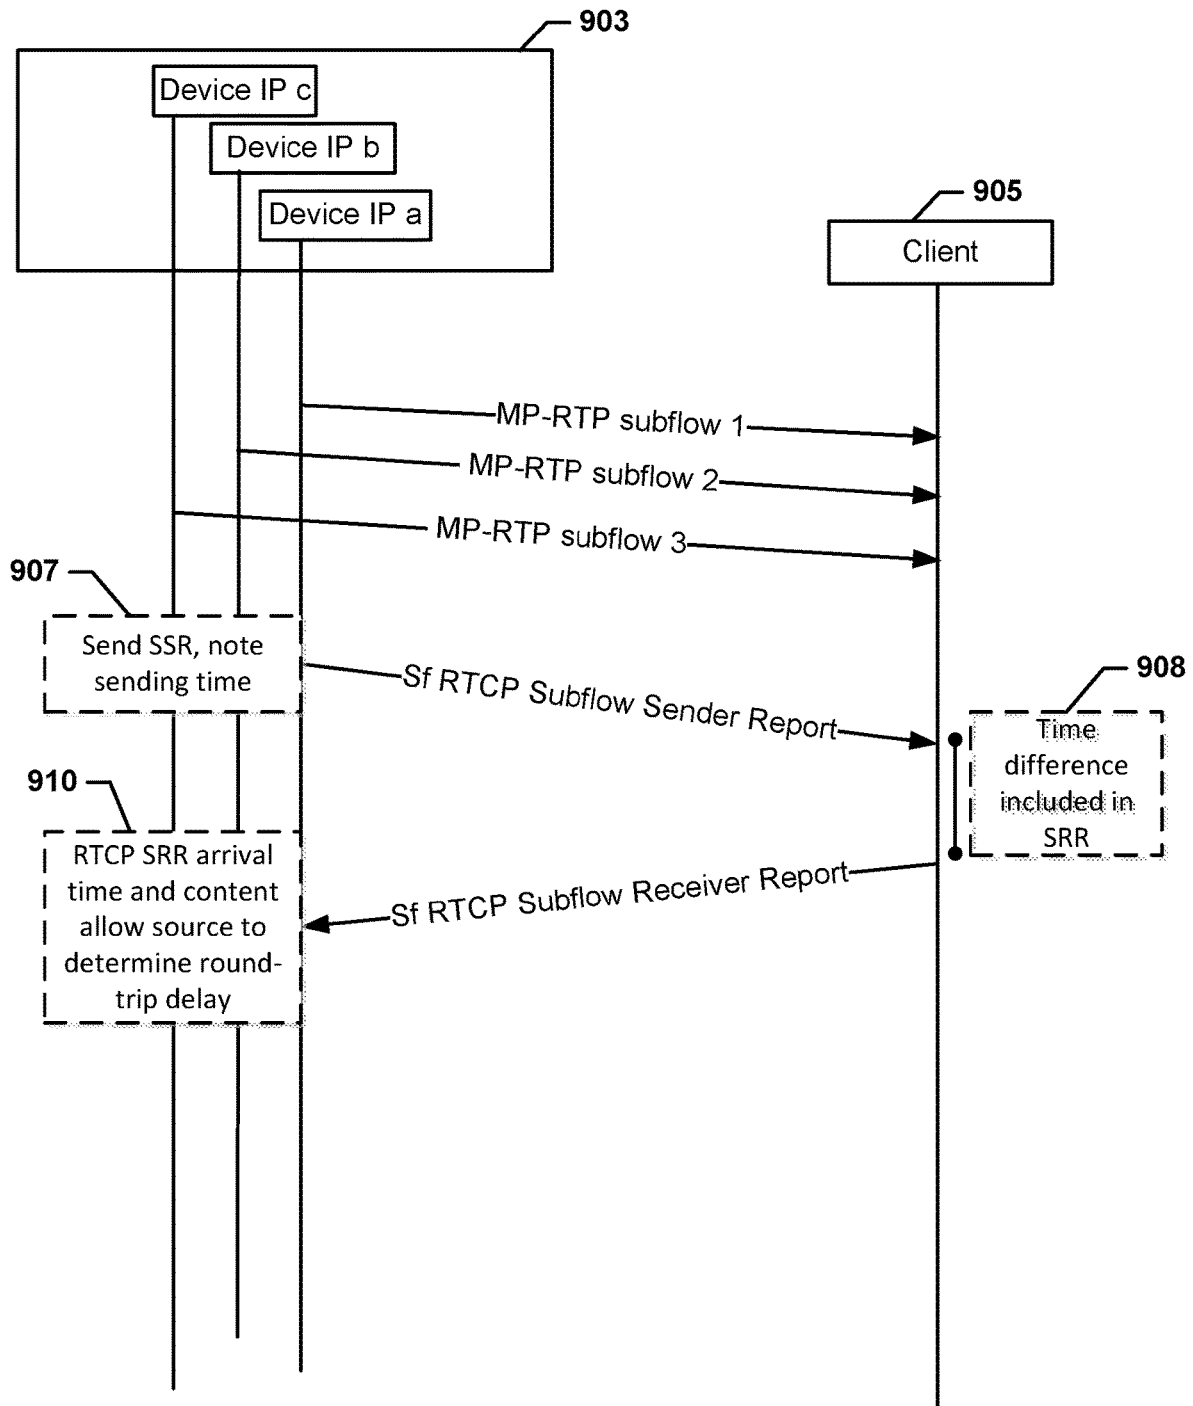 903
Device IP c
Device IP b
Device IP a
905
Client
MP-RTP subflow 1
MP-RTP subflow 2
MP-RTP subflow 3
907
Send SSR, note
sending time
Sf RTCP Subflow Sender Report
908
Time
difference
included in
SRR
910
RTCP SRR arrival
time and content
allow source to
determine round-
trip delay
Sf RTCP Subflow Receiver Report